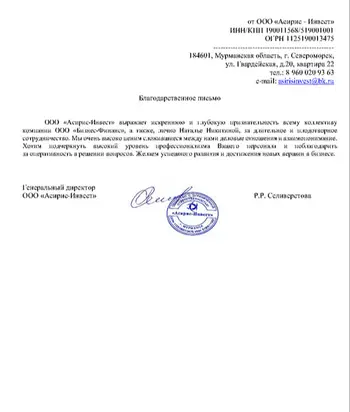 от ООО «Асирис - Инвест»
ИНН/КПП 190011568/519001001
ОГРН 1125190013475
184601, Мурманская область, г. Североморск,
ул. Гвардейская, д.20, квартира 22
тел.: 8 960 020 93 63
e-mail: asirisinvest@bk.ru
Благодарственное письмо
ООО «Асирис-Инвест» выражает искреннюю и глубокую признательность всему коллективу
компании ООО «Бизнес-Финанс», а также, лично Наталье Никитиной, за длительное и плодотворное
сотрудничество. Мы очень высоко ценим сложившиеся между нами деловые отношения и взаимопонимание.
Хотим подчеркнуть высокий уровень профессионализма Вашего персонала и поблагодарить
за оперативность в решении вопросов. Желаем успешного развития и достижения новых вершин в бизнесе.
Генеральный директор
ООО «Асирис-Инвест»
Р.Р. Селиверстова
«Асирис-Инвест»